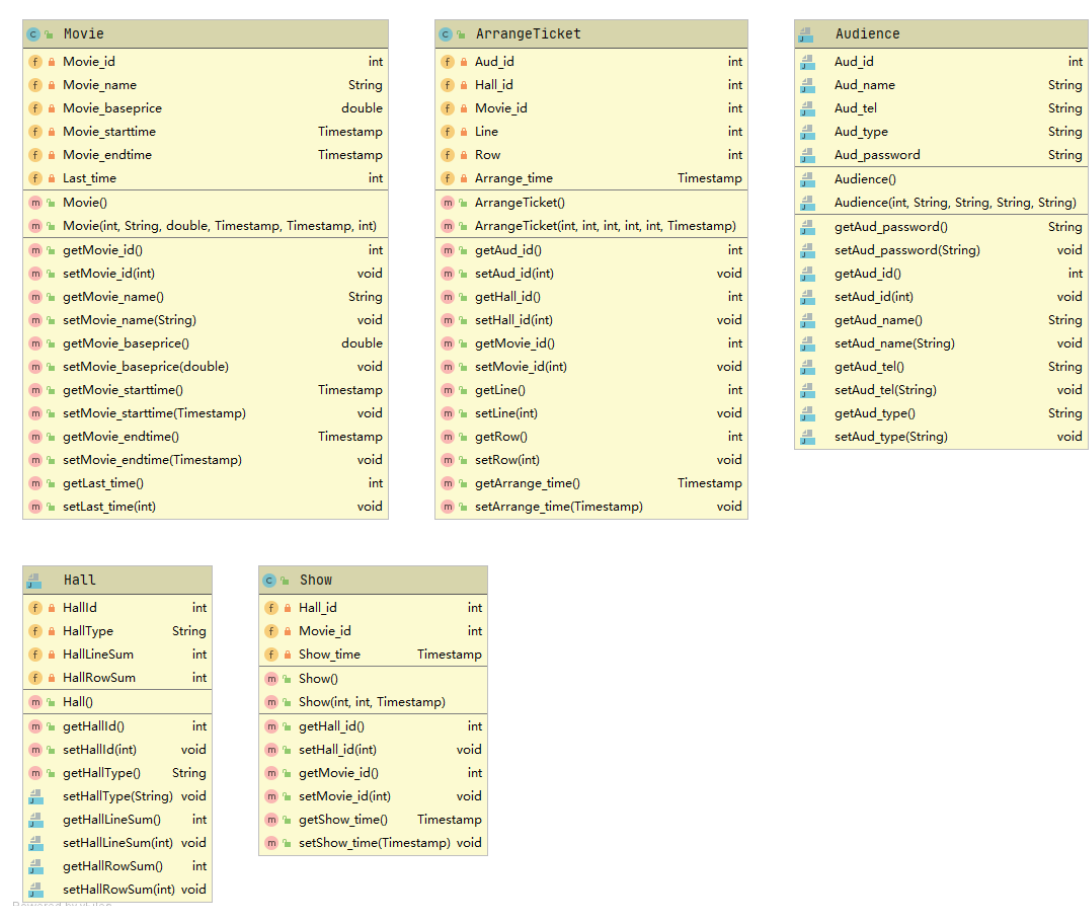 Movie
Movie_id int
Movie_name String
Movie_baseprice double
Movie_starttime Timestamp
Movie_endtime Timestamp
Last_time int
Movie()
Movie(int, String, double, Timestamp, Timestamp, int)
getMovie_id() int
setMovie_id(int) void
getMovie_name() String
setMovie_name(String) void
getMovie_baseprice() double
setMovie_baseprice(double) void
getMovie_starttime() Timestamp
setMovie_starttime(Timestamp) void
getMovie_endtime() Timestamp
setMovie_endtime(Timestamp) void
getLast_time() int
setLast_time(int) void
ArrangeTicket
Aud_id int
Hall_id int
Movie_id int
Line int
Row int
Arrange_time Timestamp
ArrangeTicket()
ArrangeTicket(int, int, int, int, int, Timestamp)
getAud_id() int
setAud_id(int) void
getHall_id() int
setHall_id(int) void
getMovie_id() int
setMovie_id(int) void
getLine() int
setLine(int) void
getRow() int
setRow(int) void
getArrange_time() Timestamp
setArrange_time(Timestamp) void
Audience
Aud_id int
Aud_name String
Aud_tel String
Aud_type String
Aud_password String
Audience()
Audience(int, String, String, String, String)
getAud_password() String
setAud_password(String) void
getAud_id() int
setAud_id(int) void
getAud_name() String
setAud_name(String) void
getAud_tel() String
setAud_tel(String) void
getAud_type() String
setAud_type(String) void
Hall
HallId int
HallType String
HallLineSum int
HallRowSum int
Hall()
getHallId() int
setHallId(int) void
getHallType() String
setHallType(String) void
getHallLineSum() int
setHallLineSum(int) void
getHallRowSum() int
setHallRowSum(int) void
Show
Hall_id int
Movie_id int
Show_time Timestamp
Show()
Show(int, int, Timestamp)
getHall_id() int
setHall_id(int) void
getMovie_id() int
setMovie_id(int) void
getShow_time() Timestamp
setShow_time(Timestamp) void